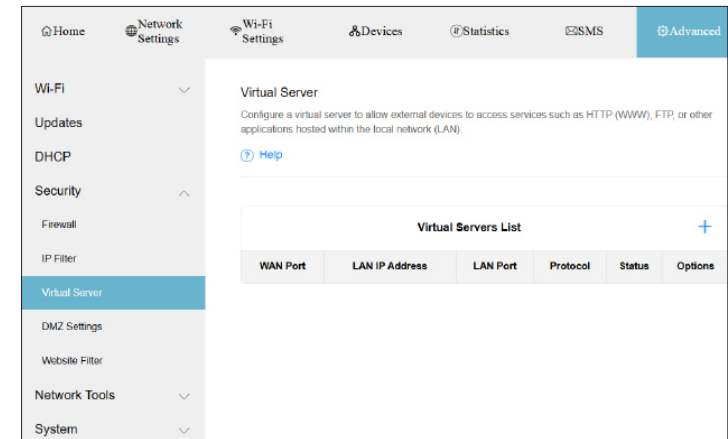 Home
Network Settings
Wi-Fi Settings
Devices
Statistics
SMS
Advanced
Wi-Fi
Updates
DHCP
Security
Firewall
IP Filter
Virtual Server
DMZ Settings
Website Filter
Network Tools
System
Virtual Server
Configure a virtual server to allow external devices to access services such as HTTP (WWW), FTP, or other
applications hosted within the local network (LAN).
? Help
Virtual Servers List +
WAN Port LAN IP Address LAN Port Protocol Status Options